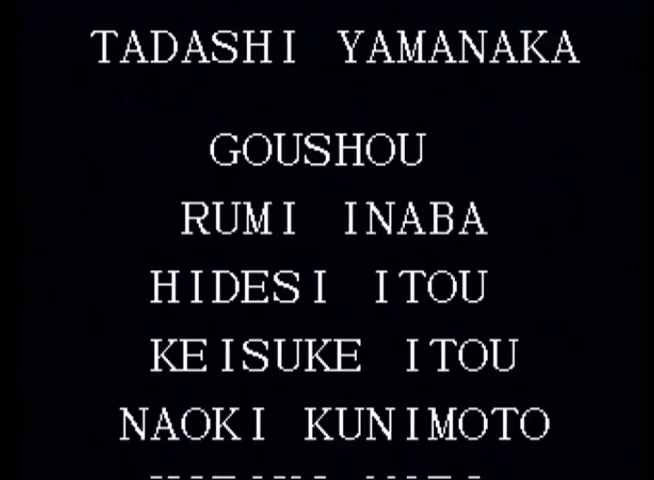 TADASHI YAMANAKA
GOUSHOU
RUMI INABA
HIDESI ITOU
KEISUKE ITOU
NAOKI KUNIMOTO